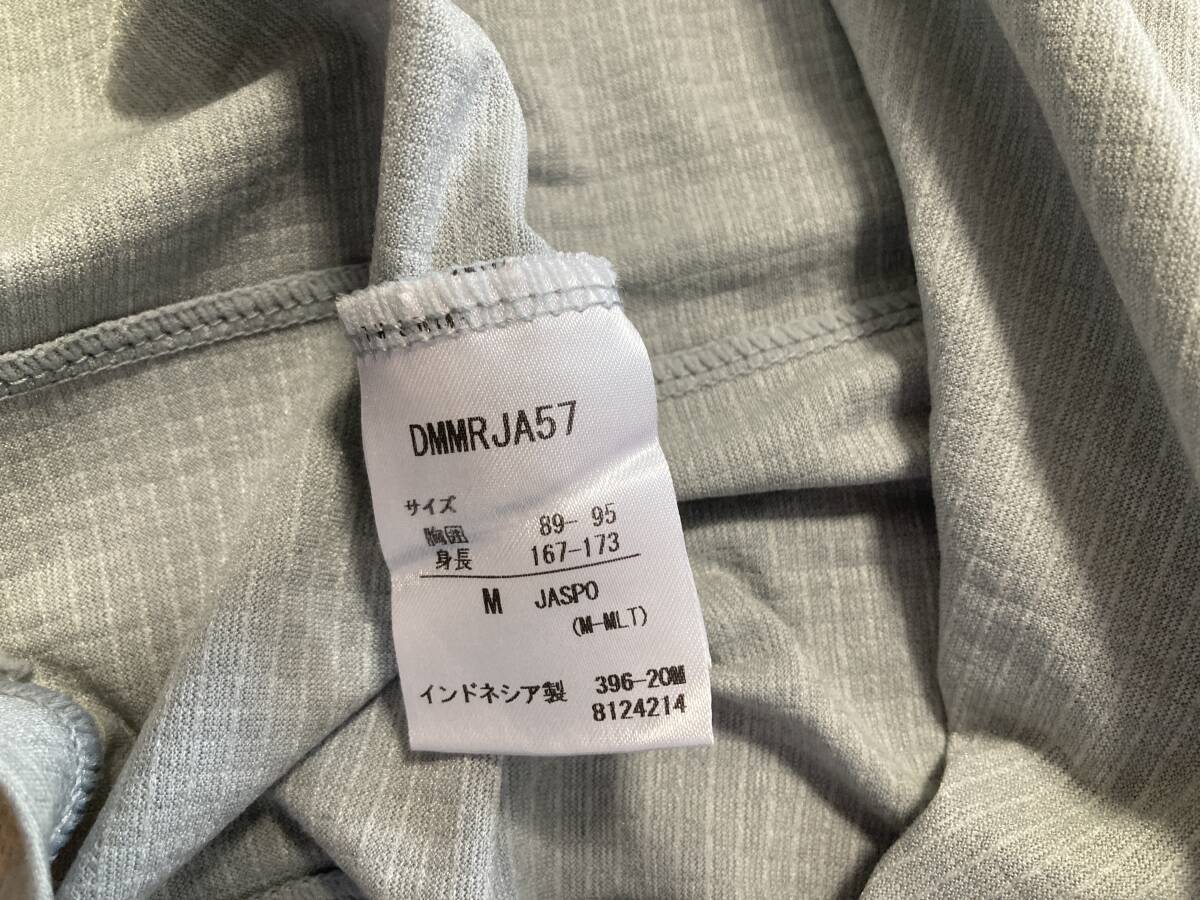 DMMRJA57
サイズ
胸囲 89- 95
身長 167-173
M JASPO
(M-MLT)
インドネシア製 396-20M
8124214